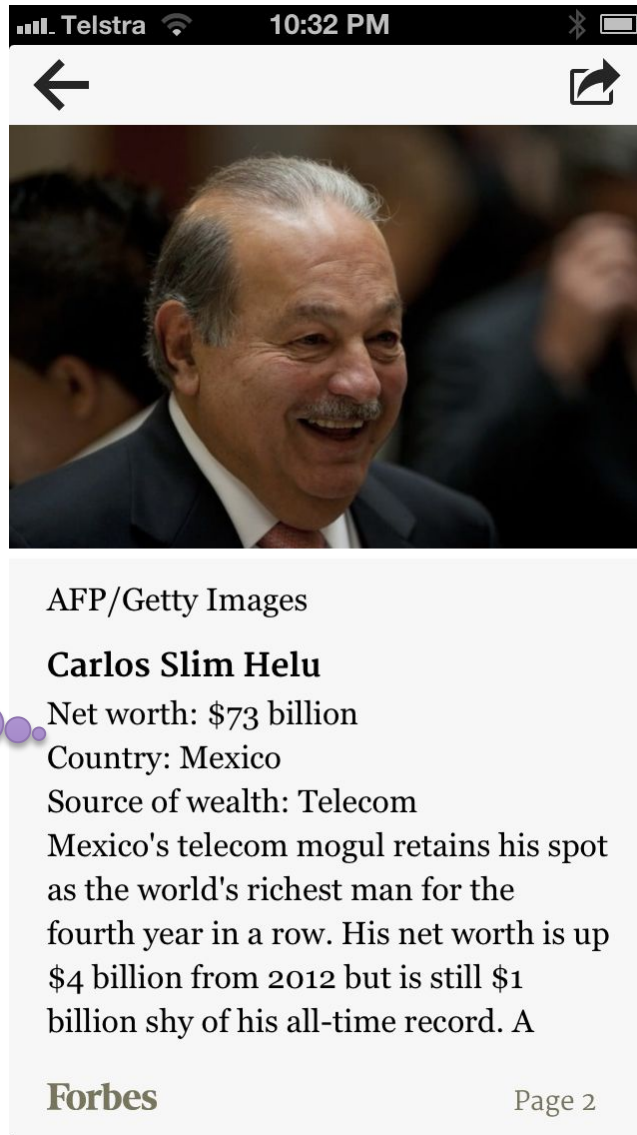 Telstra 10:32 PM
AFP/Getty Images
Carlos Slim Helu
Net worth: $73 billion
Country: Mexico
Source of wealth: Telecom
Mexico's telecom mogul retains his spot
as the world's richest man for the
fourth year in a row. His net worth is up
$4 billion from 2012 but is still $1
billion shy of his all-time record. A
Forbes Page 2